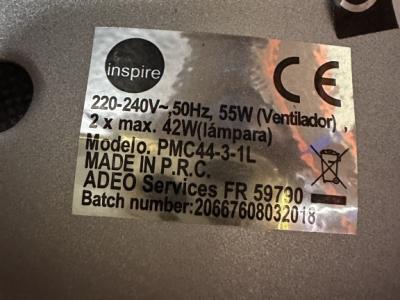 inspire
CE
220-240V~,50Hz, 55W (Ventilador) ,
2 x max. 42W(lámpara)
Modelo. PMC44-3-1L
MADE IN P.R.C.
ADEO Services FR 59790
Batch number:20667608032018